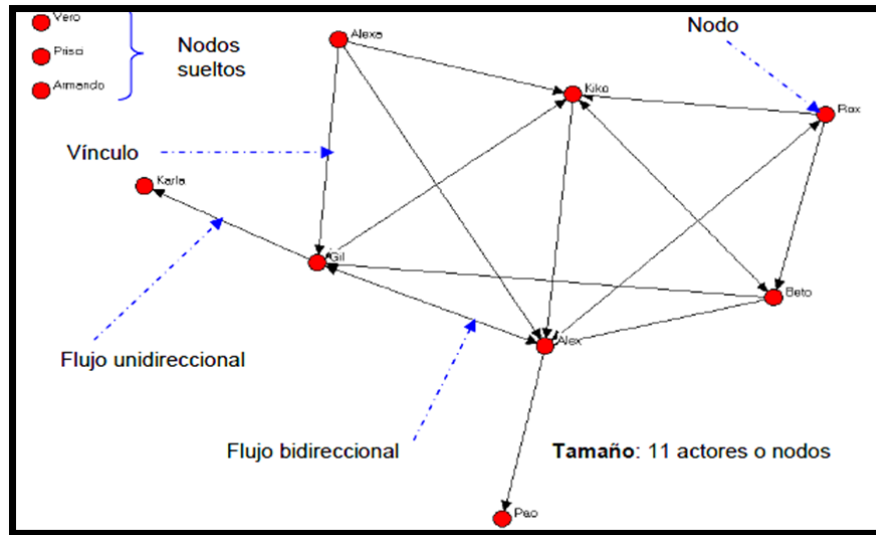 Vero
Prisci
Armando
Nodos
sueltos
Alexa
Nodo
Kiko
Rox
Vínculo
Karla
Gil
Beto
Alex
Flujo unidireccional
Flujo bidireccional
Tamaño: 11 actores o nodos
Pao